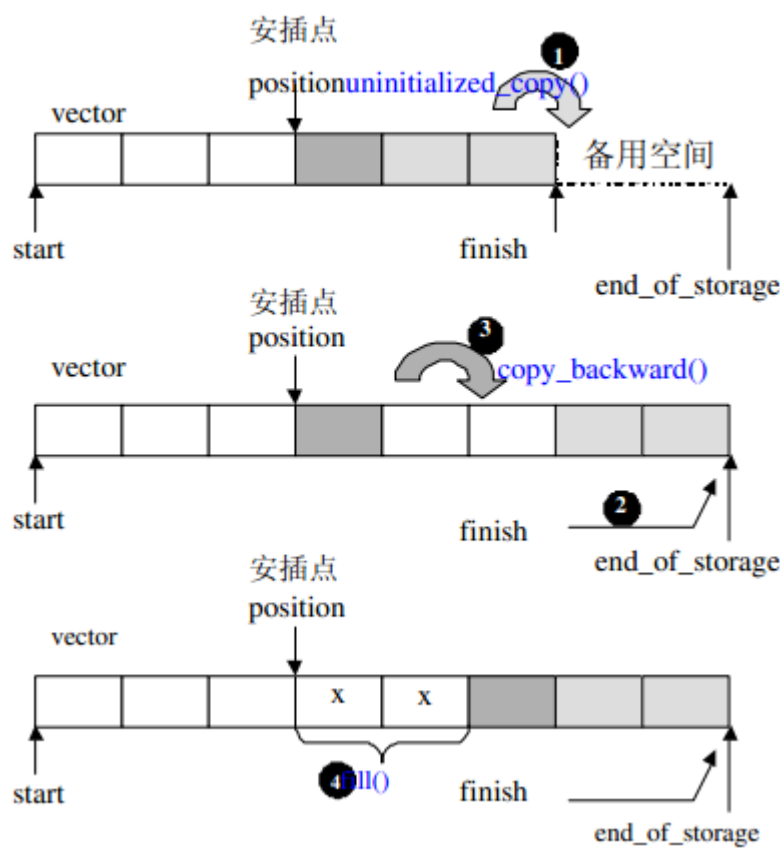 安插点
positionuninitialized_copy()
1
vector
备用空间
start
finish
end_of_storage
安插点
position
3
vector
copy_backward()
start
finish
2
end_of_storage
安插点
position
vector
x x
4fill()
start
finish
end_of_storage